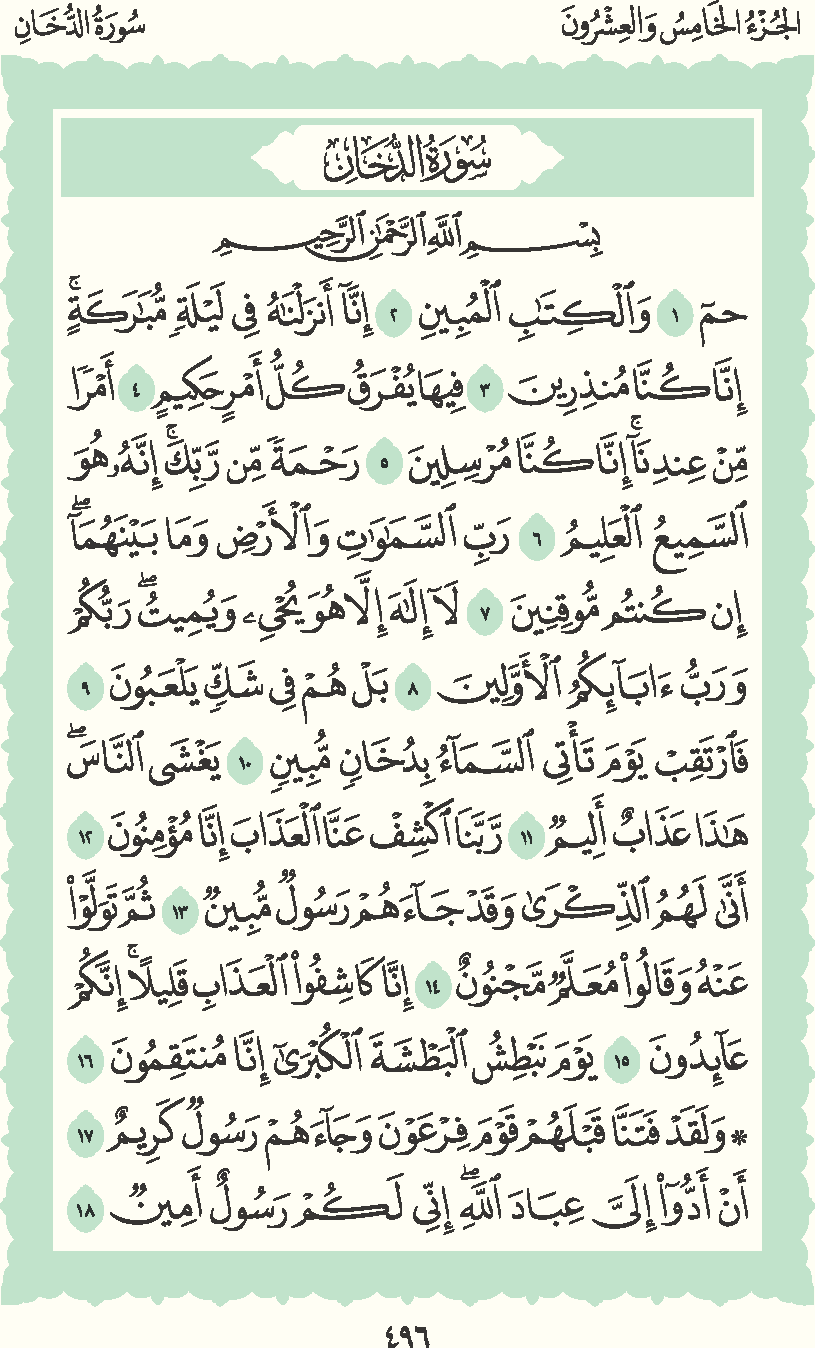 الجُزْءُ الخَامِسُ وَالعِشْرُونَ سُورَةُ الدُّخَانِ
سُورَةُ الدُّخَانِ
بِسْمِ ٱللَّهِ ٱلرَّحْمَٰنِ ٱلرَّحِيمِ
حمٓ ١ وَٱلْكِتَٰبِ ٱلْمُبِينِ ٢ إِنَّآ أَنزَلْنَٰهُ فِى لَيْلَةٍ مُّبَٰرَكَةٍۚ
إِنَّا كُنَّا مُنذِرِينَ ٣ فِيهَا يُفْرَقُ كُلُّ أَمْرٍ حَكِيمٍ ٤ أَمْرًا
مِّنْ عِندِنَآۚ إِنَّا كُنَّا مُرْسِلِينَ ٥ رَحْمَةً مِّن رَّبِّكَۚ إِنَّهُۥ هُوَ
ٱلسَّمِيعُ ٱلْعَلِيمُ ٦ رَبِّ ٱلسَّمَٰوَٰتِ وَٱلْأَرْضِ وَمَا بَيْنَهُمَآۖ
إِن كُنتُم مُّوقِنِينَ ٧ لَآ إِلَٰهَ إِلَّا هُوَ يُحْىِۦ وَيُمِيتُۖ رَبُّكُمْ
وَرَبُّ ءَابَآئِكُمُ ٱلْأَوَّلِينَ ٨ بَلْ هُمْ فِى شَكٍّ يَلْعَبُونَ ٩
فَٱرْتَقِبْ يَوْمَ تَأْتِى ٱلسَّمَآءُ بِدُخَانٍ مُّبِينٍ ١٠ يَغْشَى ٱلنَّاسَۖ
هَٰذَا عَذَابٌ أَلِيمٌ ١١ رَّبَّنَا ٱكْشِفْ عَنَّا ٱلْعَذَابَ إِنَّا مُؤْمِنُونَ ١٢
أَنَّىٰ لَهُمُ ٱلذِّكْرَىٰ وَقَدْ جَآءَهُمْ رَسُولٌ مُّبِينٌ ١٣ ثُمَّ تَوَلَّوْا۟
عَنْهُ وَقَالُوا۟ مُعَلَّمٌ مَّجْنُونٌ ١٤ إِنَّا كَاشِفُوا۟ ٱلْعَذَابِ قَلِيلًاۚ إِنَّكُمْ
عَآئِدُونَ ١٥ يَوْمَ نَبْطِشُ ٱلْبَطْشَةَ ٱلْكُبْرَىٰٓ إِنَّا مُنتَقِمُونَ ١٦
* وَلَقَدْ فَتَنَّا قَبْلَهُمْ قَوْمَ فِرْعَوْنَ وَجَآءَهُمْ رَسُولٌ كَرِيمٌ ١٧
أَنْ أَدُّوٓا۟ إِلَىَّ عِبَادَ ٱللَّهِۖ إِنِّى لَكُمْ رَسُولٌ أَمِينٌ ١٨
٤٩٦